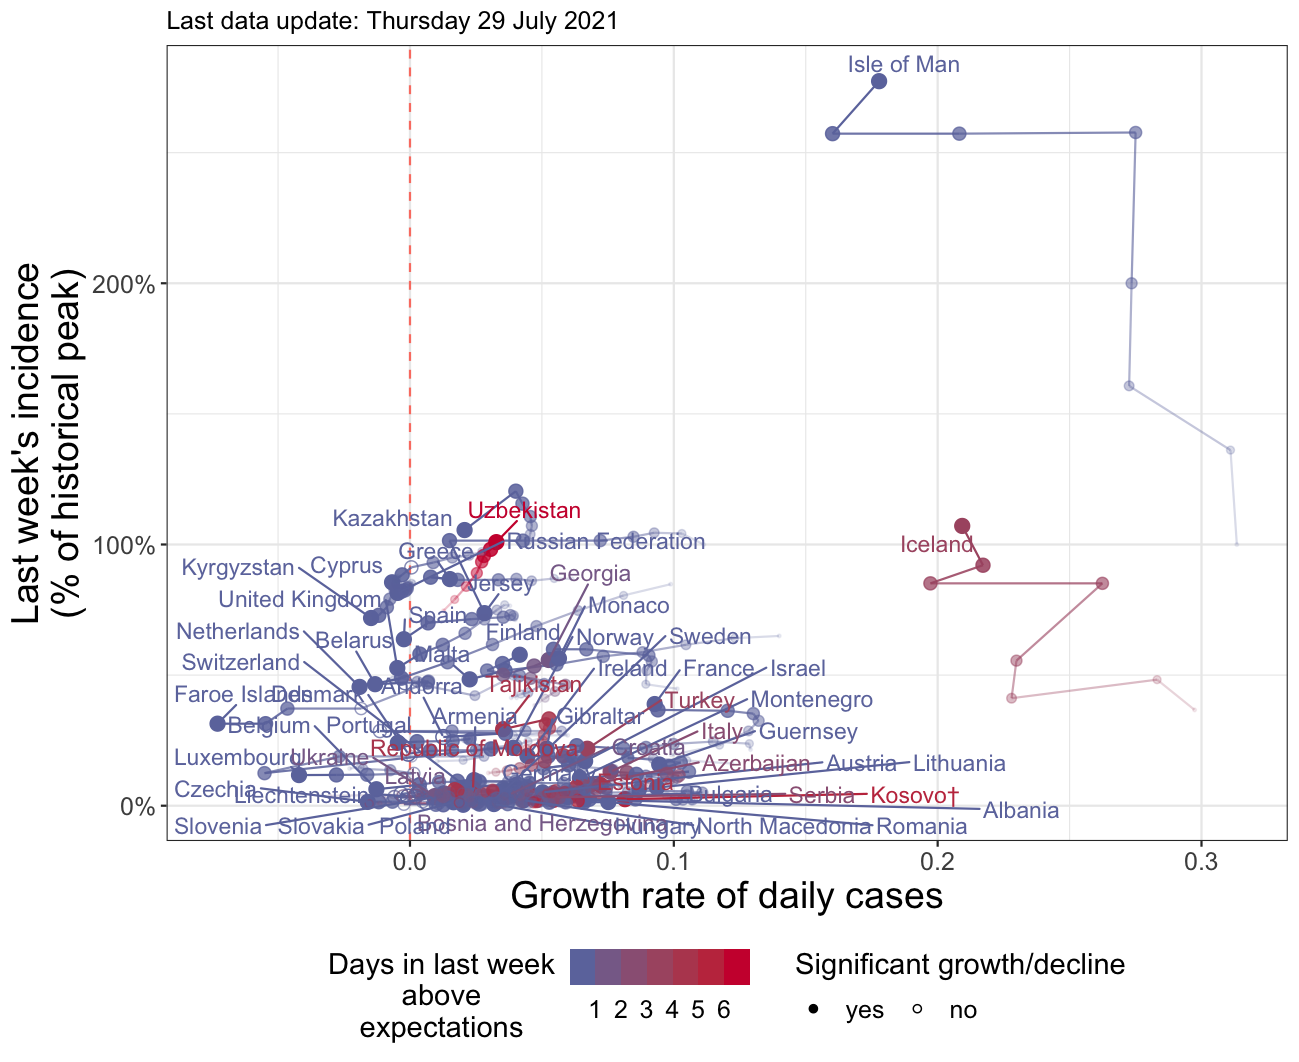 Last data update: Thursday 29 July 2021
Last week's incidence
(% of historical peak)
200%
100%
0%
Isle of Man
Uzbekistan
Kazakhstan
Russian Federation
Iceland
Greece
Cyprus
Kyrgyzstan
Georgia
Jersey
United Kingdom
Monaco
Spain
Netherlands
Belarus
Finland
Norway
Sweden
Malta
Switzerland
Ireland
France
Israel
Andorra
Tajikistan
Faroe Islands
Denmark
Turkey
Montenegro
Armenia
Gibraltar
Belgium
Portugal
Italy
Guernsey
Republic of Moldova
Croatia
Luxembourg
Ukraine
Azerbaijan
Austria
Lithuania
Latvia
Germany
Estonia
Czechia
Liechtenstein
Bulgaria
Serbia
Kosovo†
Albania
Slovenia
Slovakia
Poland
Bosnia and Herzegovina
Hungary
North Macedonia
Romania
0.0
0.1
0.2
0.3
Growth rate of daily cases
Days in last week
above
expectations
1 2 3 4 5 6
Significant growth/decline
yes
no